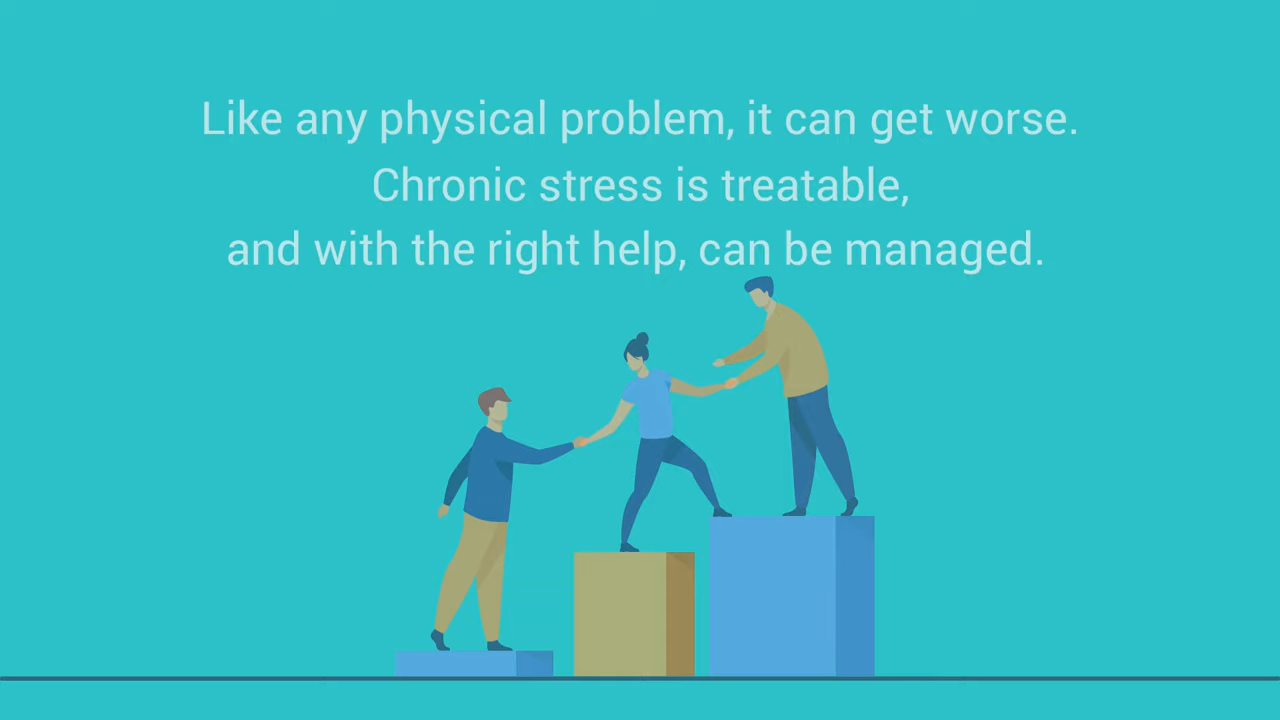 Like any physical problem, it can get worse.
Chronic stress is treatable,
and with the right help, can be managed.